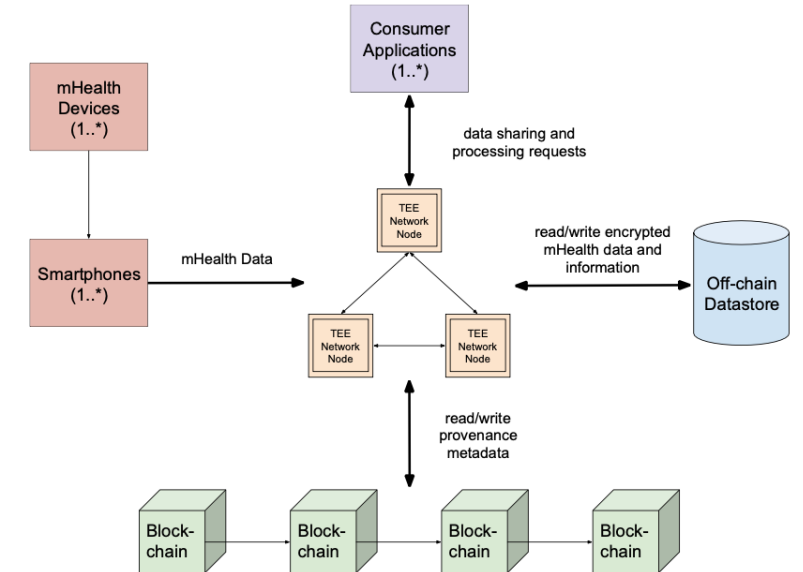 Consumer
Applications
(1..*)
mHealth
Devices
(1..*)
data sharing and
processing requests
TEE
Network
Node
read/write encrypted
mHealth data and
information
mHealth Data
Smartphones
(1..*)
Off-chain
Datastore
TEE
Network
Node
TEE
Network
Node
read/write
provenance
metadata
Block-
chain
Block-
chain
Block-
chain
Block-
chain